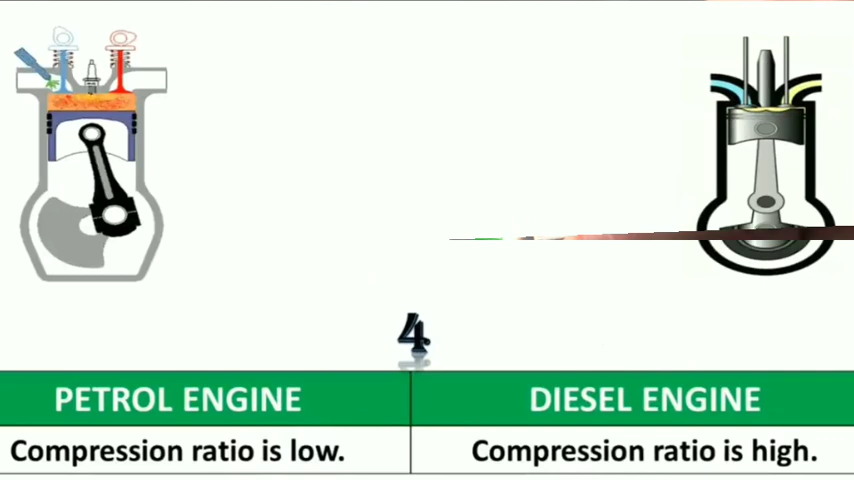 4
PETROL ENGINE
DIESEL ENGINE
Compression ratio is low.
Compression ratio is high.